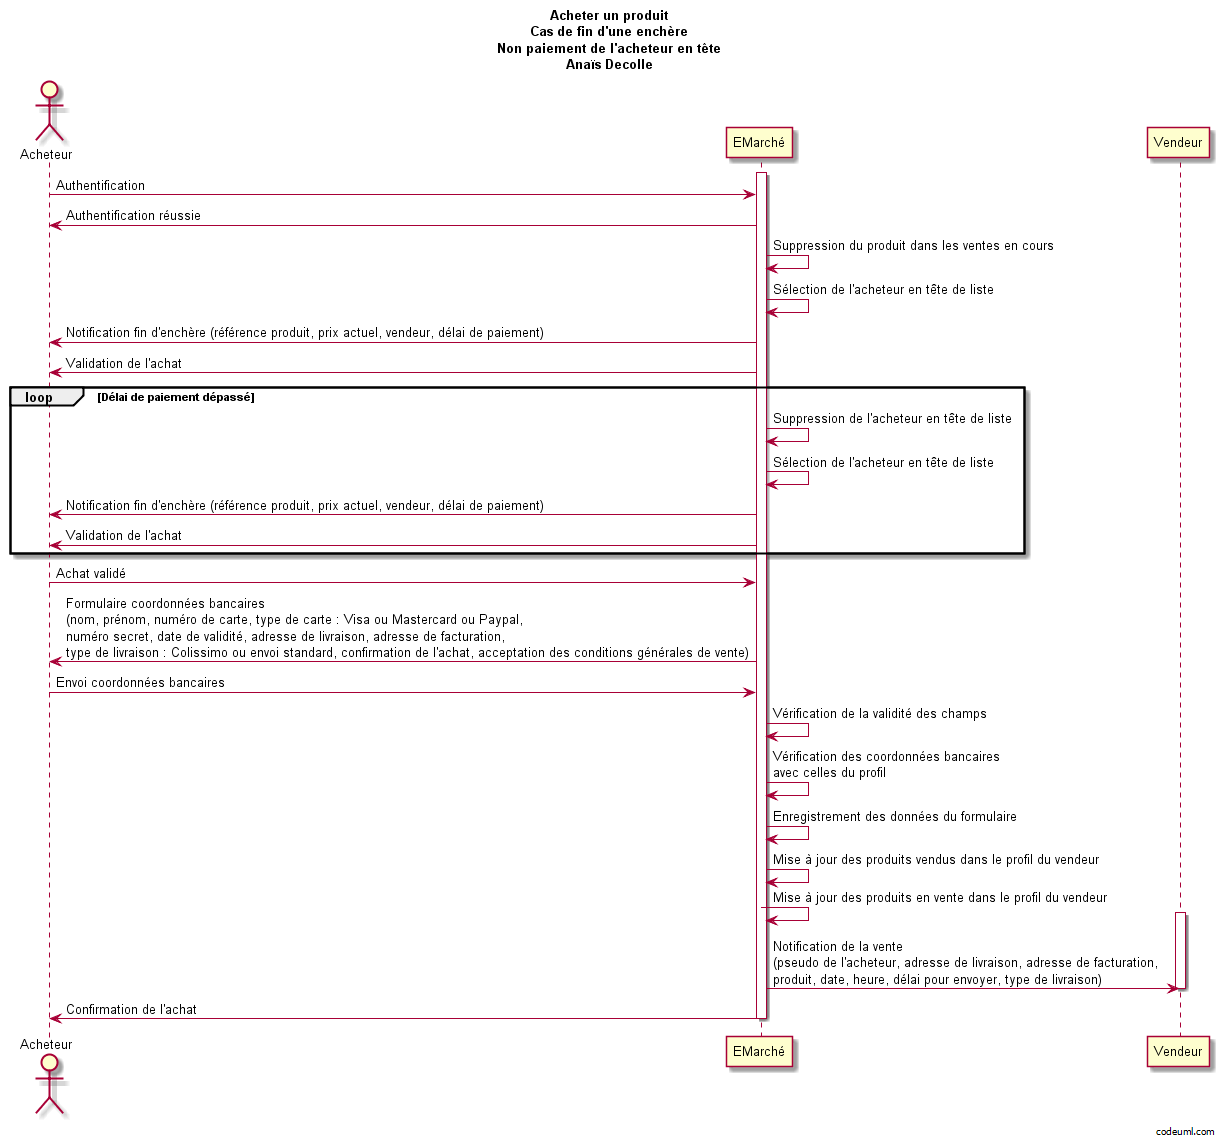 Acheter un produit
Cas de fin d'une enchère
Non paiement de l'acheteur en tête
Anaïs Decolle
Acheteur
EMarché
Vendeur
Authentification
Authentification réussie
Suppression du produit dans les ventes en cours
Sélection de l'acheteur en tête de liste
Notification fin d'enchère (référence produit, prix actuel, vendeur, délai de paiement)
Validation de l'achat
loop [Délai de paiement dépassé]
Suppression de l'acheteur en tête de liste
Sélection de l'acheteur en tête de liste
Notification fin d'enchère (référence produit, prix actuel, vendeur, délai de paiement)
Validation de l'achat
Achat validé
Formulaire coordonnées bancaires
(nom, prénom, numéro de carte, type de carte : Visa ou Mastercard ou Paypal,
numéro secret, date de validité, adresse de livraison, adresse de facturation,
type de livraison : Colissimo ou envoi standard, confirmation de l'achat, acceptation des conditions générales de vente)
Envoi coordonnées bancaires
Vérification de la validité des champs
Vérification des coordonnées bancaires
avec celles du profil
Enregistrement des données du formulaire
Mise à jour des produits vendus dans le profil du vendeur
Mise à jour des produits en vente dans le profil du vendeur
Notification de la vente
(pseudo de l'acheteur, adresse de livraison, adresse de facturation,
produit, date, heure, délai pour envoyer, type de livraison)
Confirmation de l'achat
Acheteur
EMarché
Vendeur
codeuml.com